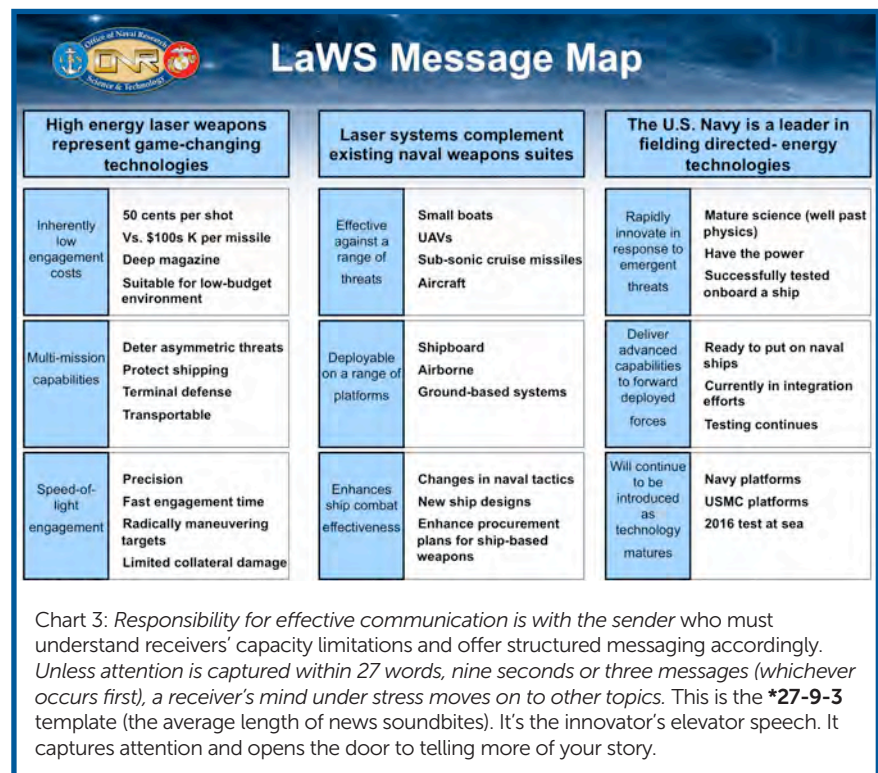 Office of Naval Research
ONR
Science & Technology
LaWS Message Map
High energy laser weapons
represent game-changing
technologies
Inherently
low
engagement
costs
50 cents per shot
Vs. $100s K per missile
Deep magazine
Suitable for low-budget
environment
Multi-mission
capabilities
Deter asymmetric threats
Protect shipping
Terminal defense
Transportable
Speed-of-
light
engagement
Precision
Fast engagement time
Radically maneuvering
targets
Limited collateral damage
Laser systems complement
existing naval weapons suites
Effective
against a
range of
threats
Small boats
UAVs
Sub-sonic cruise missiles
Aircraft
Deployable
on a range of
platforms
Shipboard
Airborne
Ground-based systems
Enhances
ship combat
effectiveness
Changes in naval tactics
New ship designs
Enhance procurement
plans for ship-based
weapons
The U.S. Navy is a leader in
fielding directed- energy
technologies
Rapidly
innovate in
response to
emergent
threats
Mature science (well past
physics)
Have the power
Successfully tested
onboard a ship
Deliver
advanced
capabilities
to forward
deployed
forces
Ready to put on naval
ships
Currently in integration
efforts
Testing continues
Will continue
to be
introduced
as
technology
matures
Navy platforms
USMC platforms
2016 test at sea
Chart 3: Responsibility for effective communication is with the sender who must
understand receivers' capacity limitations and offer structured messaging accordingly.
Unless attention is captured within 27 words, nine seconds or three messages (whichever
occurs first), a receiver's mind under stress moves on to other topics. This is the *27-9-3
template (the average length of news soundbites). It's the innovator's elevator speech. It
captures attention and opens the door to telling more of your story.